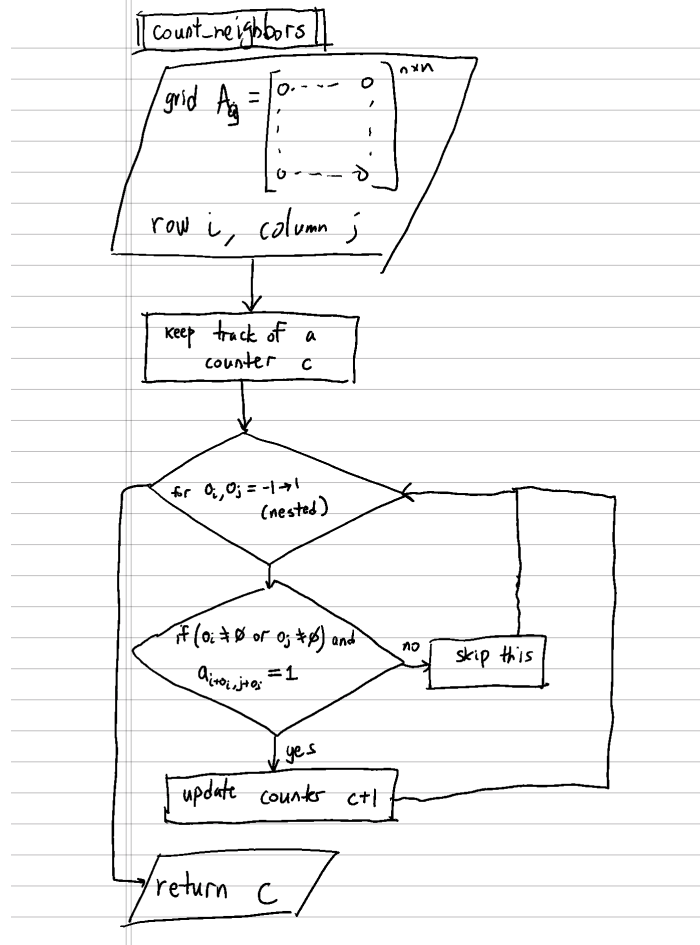 count_neighbors
grid A_g = [0 ---- 0
0 ----> 0]^{n×n}
row i, column j
keep track of a
counter c
for o_i, o_j = -1→1
(nested)
if (o_i ≠ 0 or o_j ≠ 0) and
a_{i+o_i, j+o_j} = 1
no
skip this
yes
update counter c+1
return c